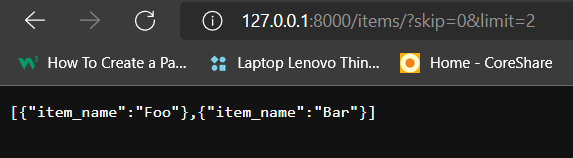 127.0.0.1:8000/items/?skip=0&limit=2
How To Create a Pa... Laptop Lenovo Thin... Home - CoreShare
[{"item_name":"Foo"},{"item_name":"Bar"}]